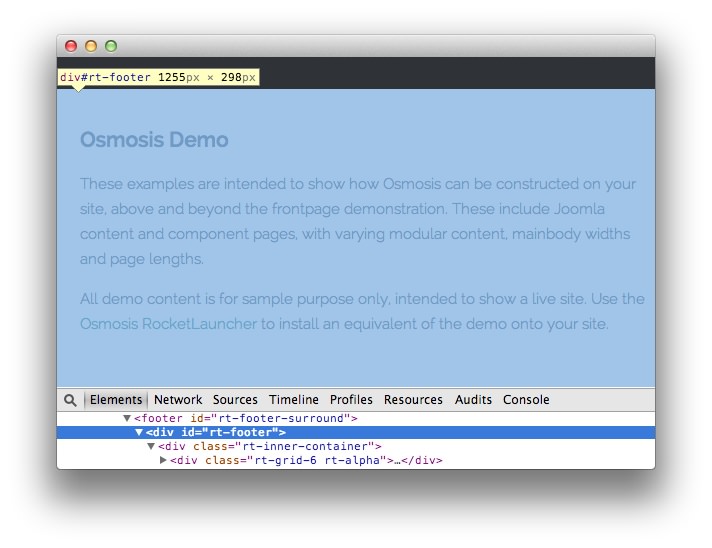 div#rt-footer 1255px × 298px
Osmosis Demo
These examples are intended to show how Osmosis can be constructed on your
site, above and beyond the frontpage demonstration. These include Joomla
content and component pages, with varying modular content, mainbody widths
and page lengths.
All demo content is for sample purpose only, intended to show a live site. Use the
Osmosis RocketLauncher to install an equivalent of the demo onto your site.
Elements Network Sources Timeline Profiles Resources Audits Console
▼<footer id="rt-footer-surround">
▼<div id="rt-footer">
▼<div class="rt-inner-container">
▶<div class="rt-grid-6 rt-alpha">…</div>